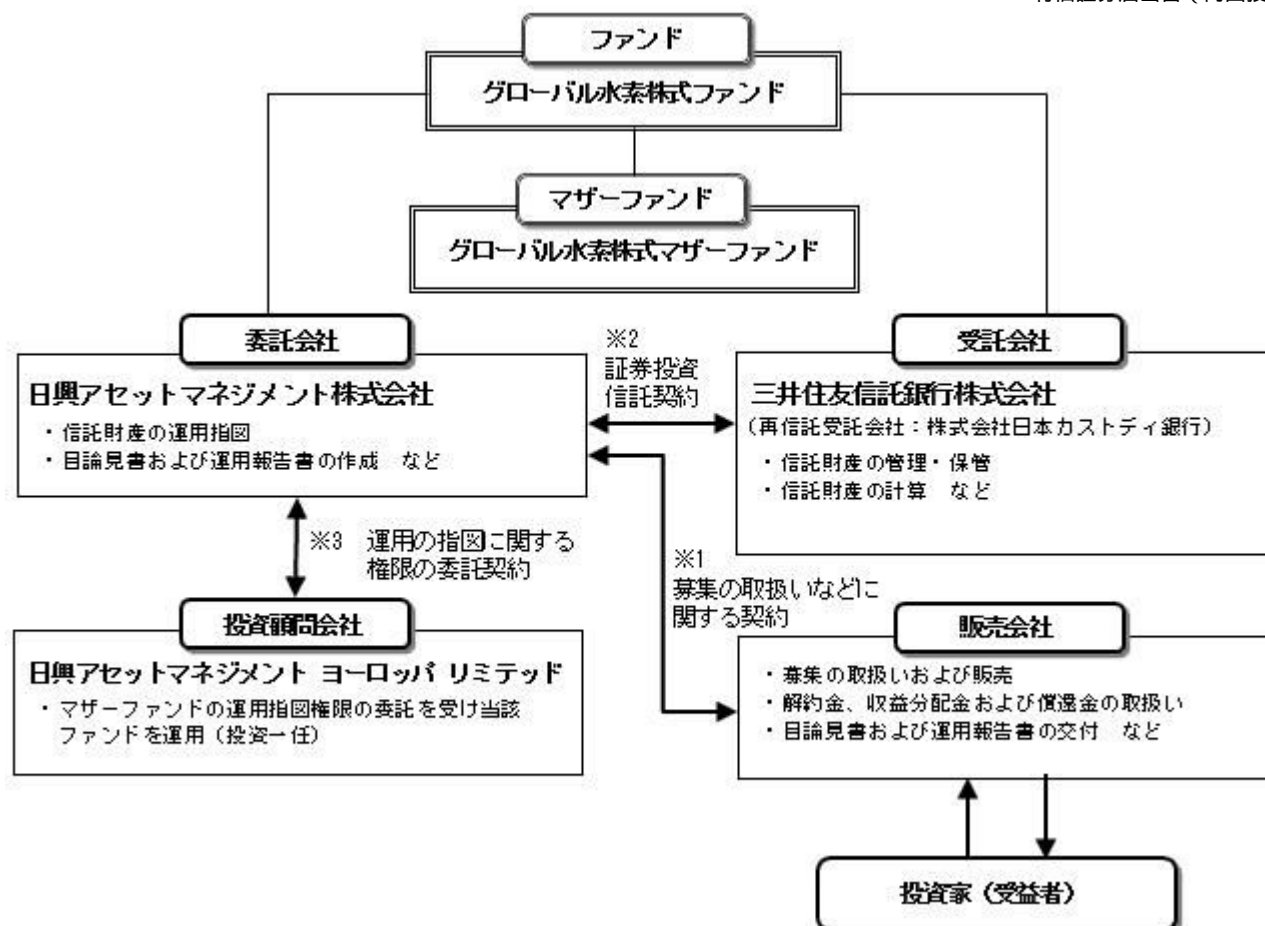 ファンド
グローバル水素株式ファンド
マザーファンド
グローバル水素株式マザーファンド
委託会社
日興アセットマネジメント株式会社
・信託財産の運用指図
・目論見書および運用報告書の作成 など
※2
証券投資
信託契約
受託会社
三井住友信託銀行株式会社
(再信託受託会社：株式会社日本カストディ銀行)
・信託財産の管理・保管
・信託財産の計算 など
※3 運用の指図に関する
権限の委託契約
※1
募集の取扱いなどに
関する契約
投資顧問会社
日興アセットマネジメント ヨーロッパ リミテッド
・マザーファンドの運用指図権限の委託を受け当該
ファンドを運用（投資一任）
販売会社
・募集の取扱いおよび販売
・解約金、収益分配金および償還金の取扱い
・目論見書および運用報告書の交付 など
投資家（受益者）